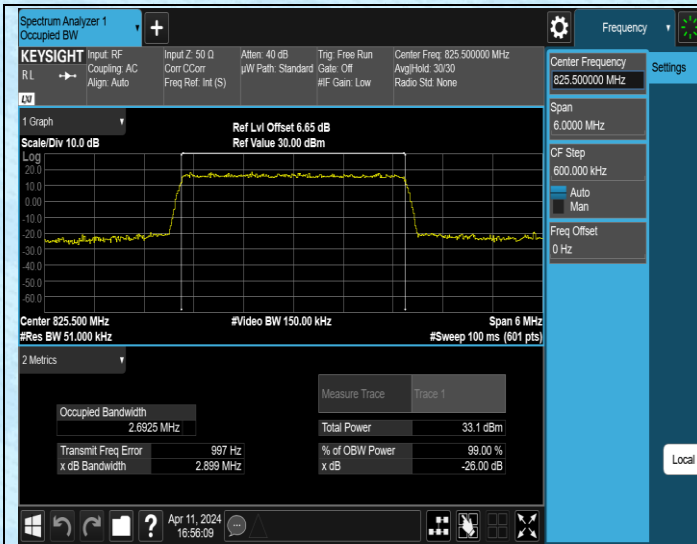 Spectrum Analyzer 1
Occupied BW
+
Frequency
KEYSIGHT
RL
LXI
Input: RF
Coupling: AC
Align: Auto
Input Z: 50 Ω
Corr CCorr
Freq Ref: Int (S)
Atten: 40 dB
µW Path: Standard
Trig: Free Run
Gate: Off
#IF Gain: Low
Center Freq: 825.500000 MHz
Avg|Hold: 30/30
Radio Std: None
Center Frequency
825.500000 MHz
Settings
Span
6.0000 MHz
CF Step
600.000 kHz
Auto
Man
Freq Offset
0 Hz
1 Graph
Scale/Div 10.0 dB
Ref Lvl Offset 6.65 dB
Ref Value 30.00 dBm
Log
20.0
10.0
0.00
-10.0
-20.0
-30.0
-40.0
-50.0
-60.0
Center 825.500 MHz
#Res BW 51.000 kHz
#Video BW 150.00 kHz
Span 6 MHz
#Sweep 100 ms (601 pts)
2 Metrics
Measure Trace Trace 1
Occupied Bandwidth
2.6925 MHz
Total Power 33.1 dBm
Transmit Freq Error 997 Hz
% of OBW Power 99.00 %
x dB Bandwidth 2.899 MHz
x dB -26.00 dB
Local
?
Apr 11, 2024
16:56:09